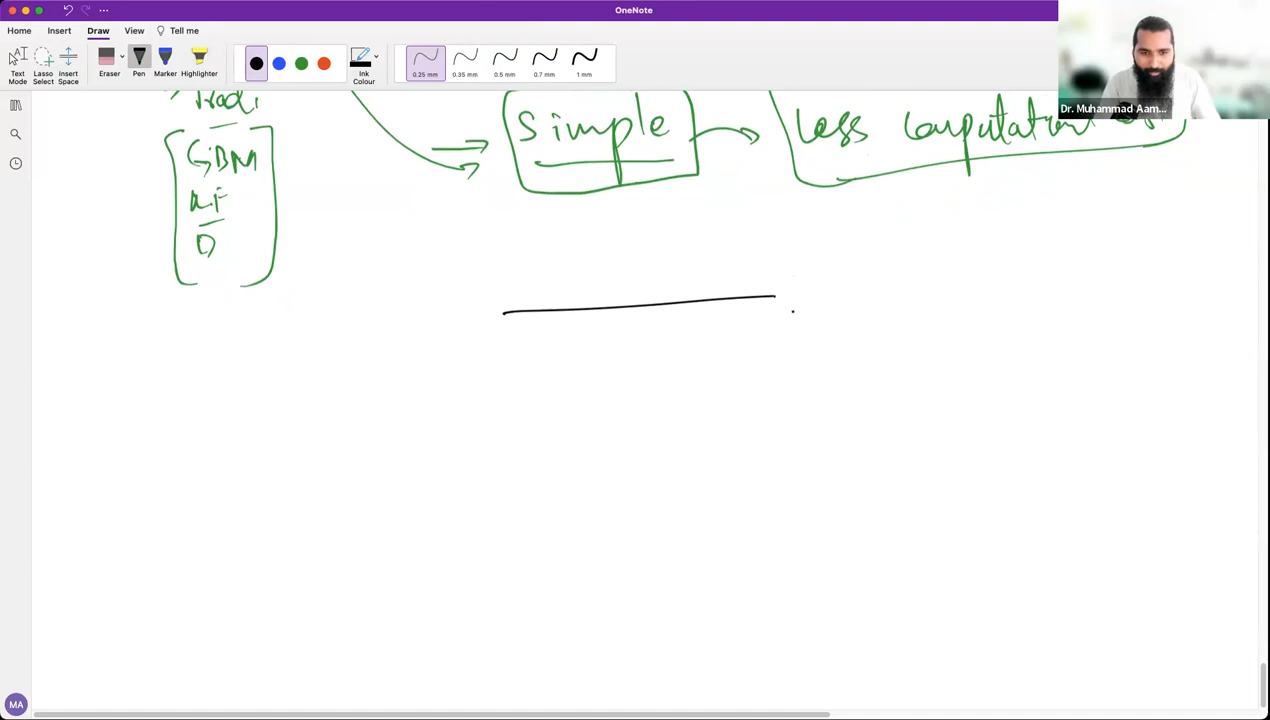 OneNote
Home Insert Draw View Tell me
Text Mode Lasso Select Insert Space Eraser Pen Marker Highlighter Ink Colour 0.25 mm 0.35 mm 0.5 mm 0.7 mm 1 mm
Dr. Muhammad Aam...
simple Less computation
GBM
D
MA